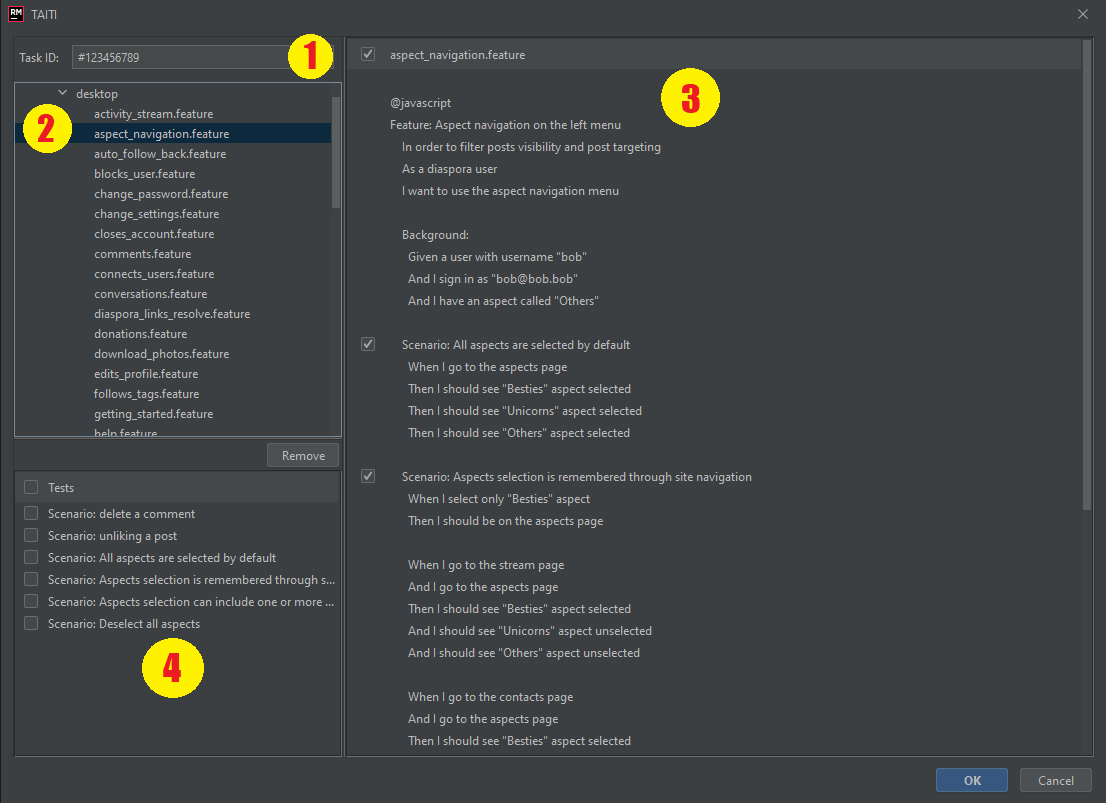 RM
TAITI
Task ID:
#123456789
1
desktop
activity_stream.feature
2
aspect_navigation.feature
auto_follow_back.feature
blocks_user.feature
change_password.feature
change_settings.feature
closes_account.feature
comments.feature
connects_users.feature
conversations.feature
diaspora_links_resolve.feature
donations.feature
download_photos.feature
edits_profile.feature
follows_tags.feature
getting_started.feature
help.feature
Remove
Tests
Scenario: delete a comment
Scenario: unliking a post
Scenario: All aspects are selected by default
Scenario: Aspects selection is remembered through s...
Scenario: Aspects selection can include one or more ...
Scenario: Deselect all aspects
4
aspect_navigation.feature
3
@javascript
Feature: Aspect navigation on the left menu
In order to filter posts visibility and post targeting
As a diaspora user
I want to use the aspect navigation menu
Background:
Given a user with username "bob"
And I sign in as "bob@bob.bob"
And I have an aspect called "Others"
Scenario: All aspects are selected by default
When I go to the aspects page
Then I should see "Besties" aspect selected
Then I should see "Unicorns" aspect selected
Then I should see "Others" aspect selected
Scenario: Aspects selection is remembered through site navigation
When I select only "Besties" aspect
Then I should be on the aspects page
When I go to the stream page
And I go to the aspects page
Then I should see "Besties" aspect selected
And I should see "Unicorns" aspect unselected
And I should see "Others" aspect unselected
When I go to the contacts page
And I go to the aspects page
Then I should see "Besties" aspect selected
OK
Cancel